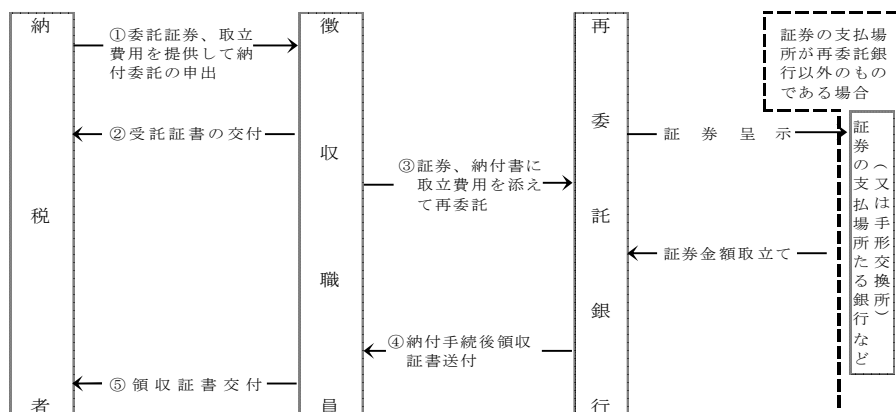 納税者
①委託証券、取立
費用を提供して納
付委託の申出
②受託証書の交付
⑤領収証書交付
徴収職員
③証券、納付書に
取立費用を添え
て再委託
④納付手続後領収
証書送付
再委託銀行
証券呈示
証券金額取立て
証券の支払場
所が再委託銀
行以外のもの
である場合
証券の支払場所たる銀行など
（又は手形交換所）